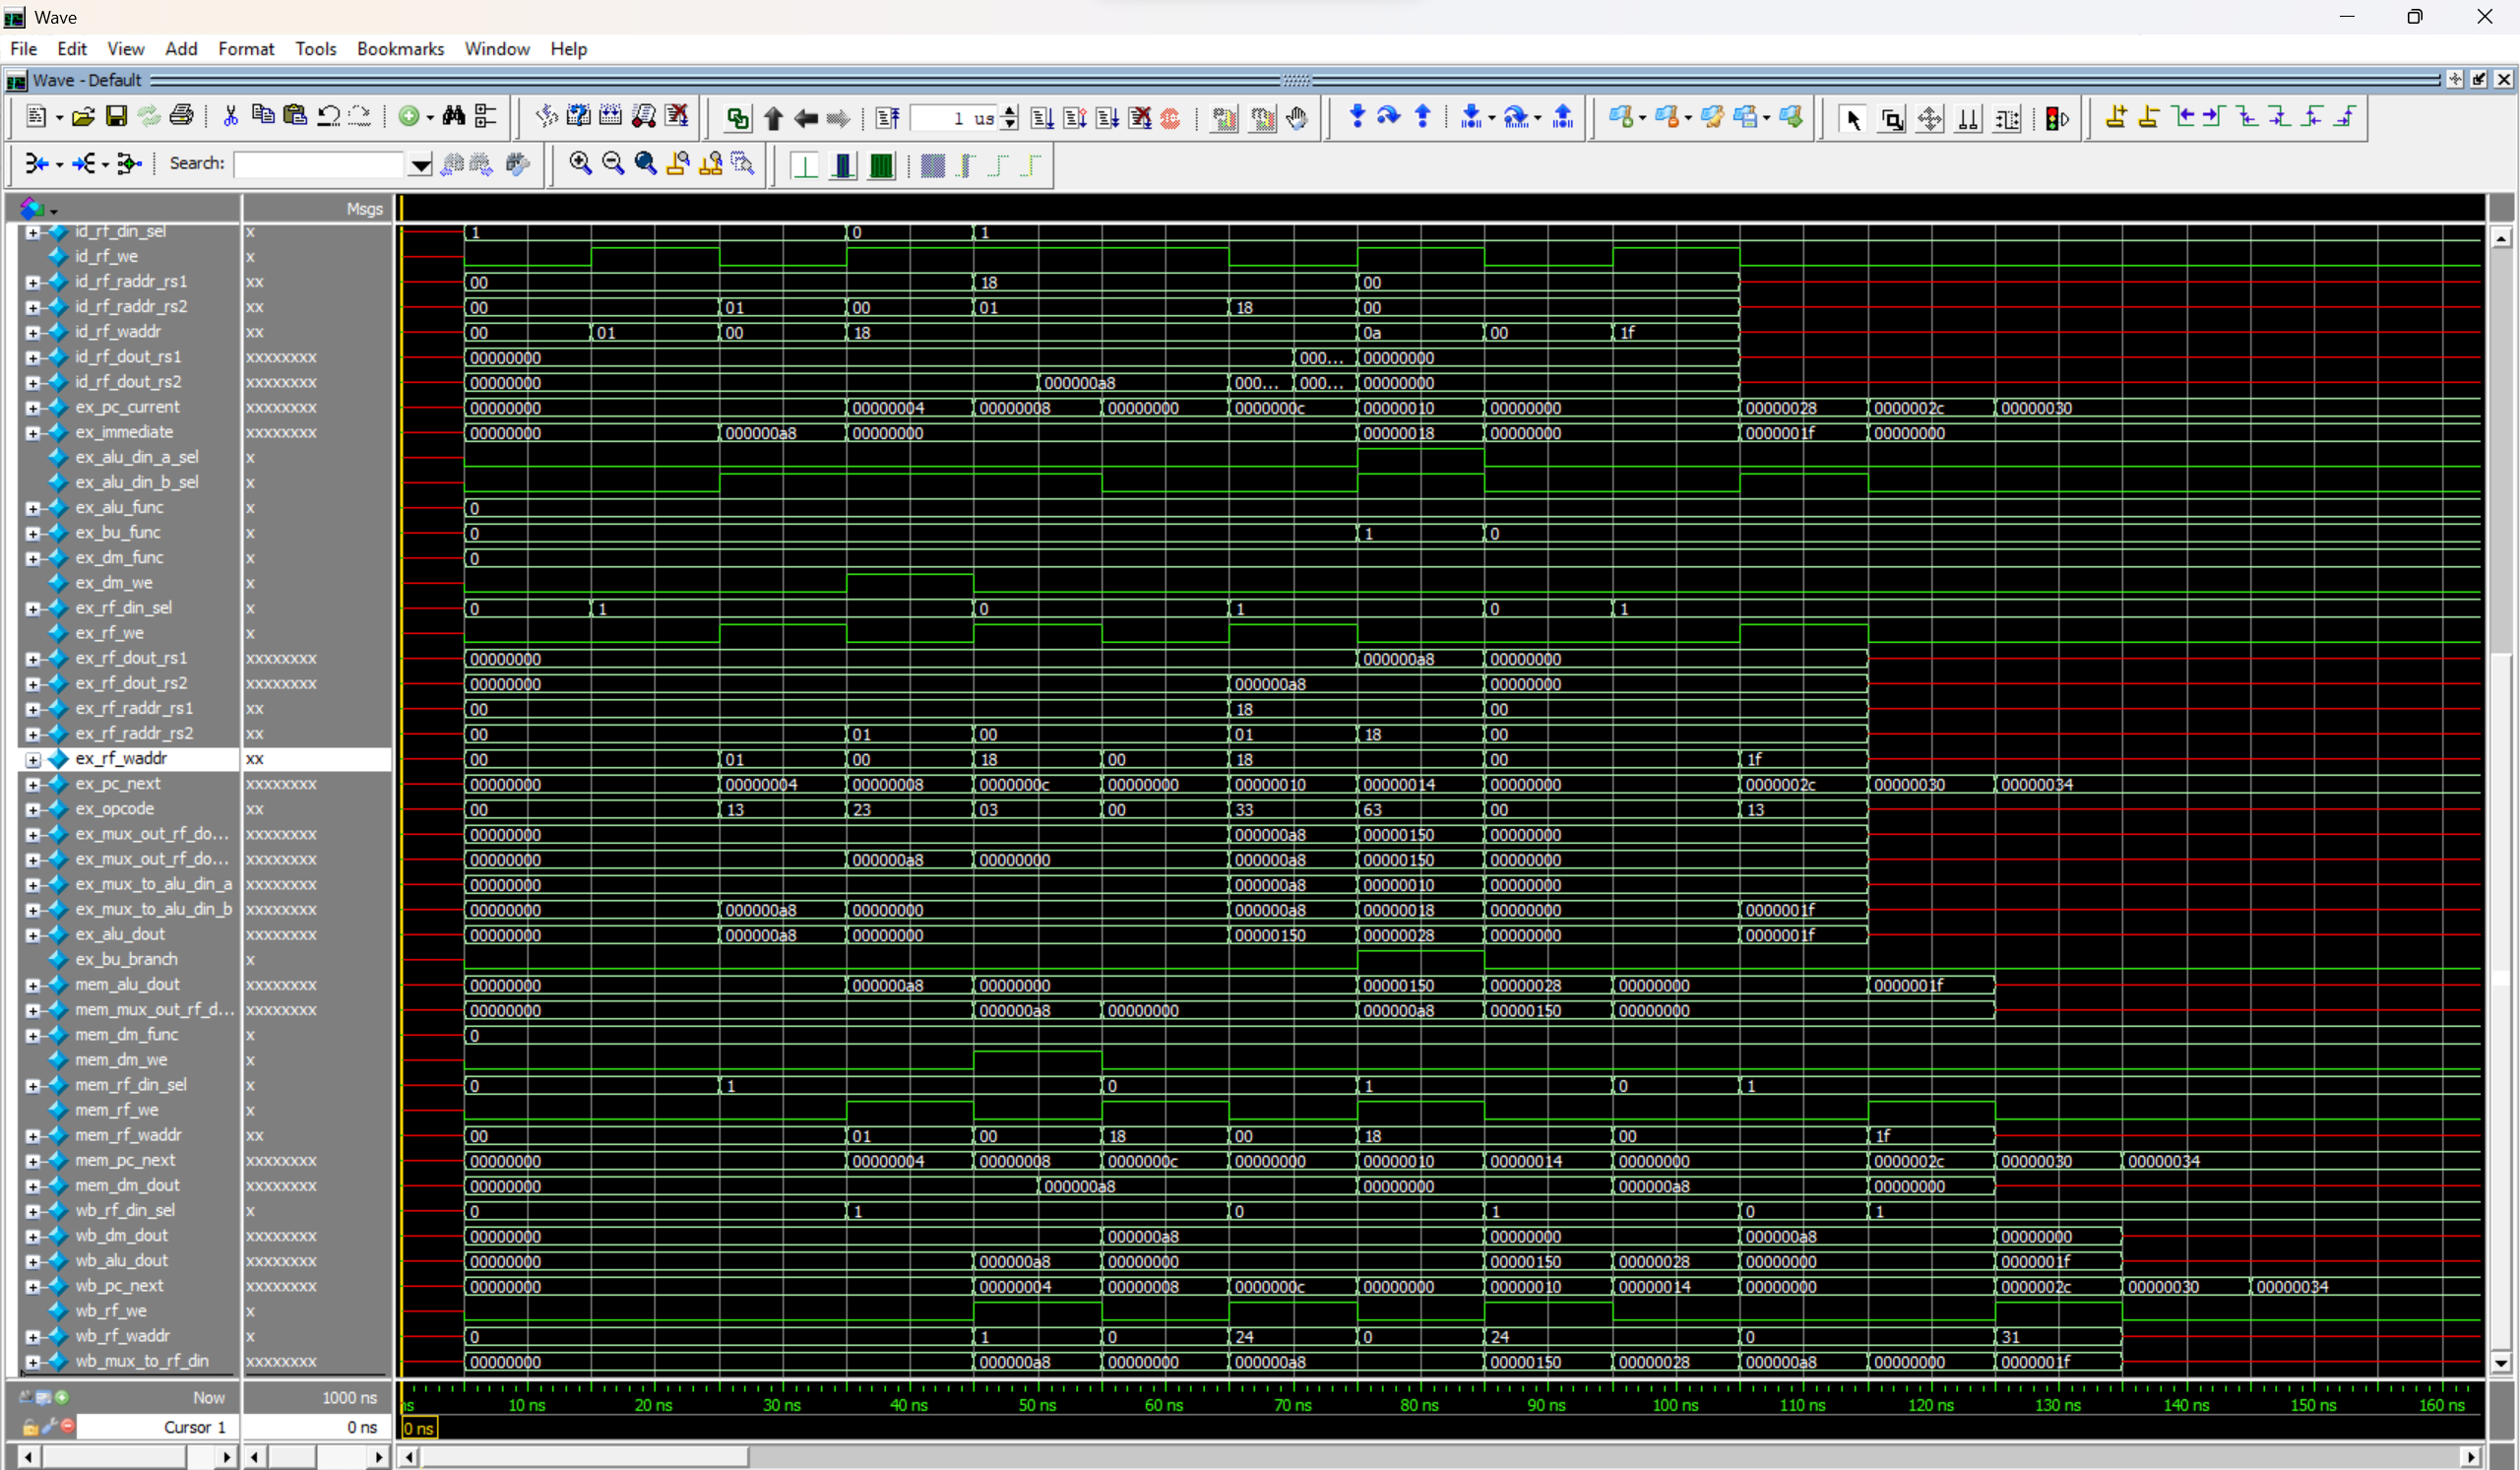 Wave
File Edit View Add Format Tools Bookmarks Window Help
Wave - Default
1 us
Search:
Msgs
id_rf_din_sel x 1 0 1
id_rf_we x
id_rf_raddr_rs1 xx 00 18 00
id_rf_raddr_rs2 xx 00 01 00 01 18 00
id_rf_waddr xx 00 01 00 18 0a 00 1f
id_rf_dout_rs1 xxxxxxxx 00000000 000... 00000000
id_rf_dout_rs2 xxxxxxxx 00000000 000000a8 000... 000... 00000000
ex_pc_current xxxxxxxx 00000000 00000004 00000008 00000000 0000000c 00000010 00000000 00000028 0000002c 00000030
ex_immediate xxxxxxxx 00000000 000000a8 00000000 00000018 00000000 0000001f 00000000
ex_alu_din_a_sel x
ex_alu_din_b_sel x
ex_alu_func x 0
ex_bu_func x 0 1 0
ex_dm_func x 0
ex_dm_we x
ex_rf_din_sel x 0 1 0 1 0 1
ex_rf_we x
ex_rf_dout_rs1 xxxxxxxx 00000000 000000a8 00000000
ex_rf_dout_rs2 xxxxxxxx 00000000 000000a8 00000000
ex_rf_raddr_rs1 xx 00 18 00
ex_rf_raddr_rs2 xx 00 01 00 01 18 00
ex_rf_waddr xx 00 01 00 18 00 18 00 1f
ex_pc_next xxxxxxxx 00000000 00000004 00000008 0000000c 00000000 00000010 00000014 00000000 0000002c 00000030 00000034
ex_opcode xx 00 13 23 03 00 33 63 00 13
ex_mux_out_rf_do... xxxxxxxx 00000000 000000a8 00000150 00000000
ex_mux_out_rf_do... xxxxxxxx 00000000 000000a8 00000000 000000a8 00000150 00000000
ex_mux_to_alu_din_a xxxxxxxx 00000000 000000a8 00000010 00000000
ex_mux_to_alu_din_b xxxxxxxx 00000000 000000a8 00000000 000000a8 00000018 00000000 0000001f
ex_alu_dout xxxxxxxx 00000000 000000a8 00000000 00000150 00000028 00000000 0000001f
ex_bu_branch x
mem_alu_dout xxxxxxxx 00000000 000000a8 00000000 00000150 00000028 00000000 0000001f
mem_mux_out_rf_d... xxxxxxxx 00000000 000000a8 00000000 000000a8 00000150 00000000
mem_dm_func x 0
mem_dm_we x
mem_rf_din_sel x 0 1 0 1 0 1
mem_rf_we x
mem_rf_waddr xx 00 01 00 18 00 18 00 1f
mem_pc_next xxxxxxxx 00000000 00000004 00000008 0000000c 00000000 00000010 00000014 00000000 0000002c 00000030 00000034
mem_dm_dout xxxxxxxx 00000000 000000a8 00000000 000000a8 00000000
wb_rf_din_sel x 0 1 0 1 0 1
wb_dm_dout xxxxxxxx 00000000 000000a8 00000000 000000a8 00000000
wb_alu_dout xxxxxxxx 00000000 000000a8 00000000 00000150 00000028 00000000 0000001f
wb_pc_next xxxxxxxx 00000000 00000004 00000008 0000000c 00000000 00000010 00000014 00000000 0000002c 00000030 00000034
wb_rf_we x
wb_rf_waddr x 0 1 0 24 0 24 0 31
wb_mux_to_rf_din xxxxxxxx 00000000 000000a8 00000000 000000a8 00000150 00000028 000000a8 00000000 0000001f
Now 1000 ns
ns 10 ns 20 ns 30 ns 40 ns 50 ns 60 ns 70 ns 80 ns 90 ns 100 ns 110 ns 120 ns 130 ns 140 ns 150 ns 160 ns
Cursor 1 0 ns 0 ns